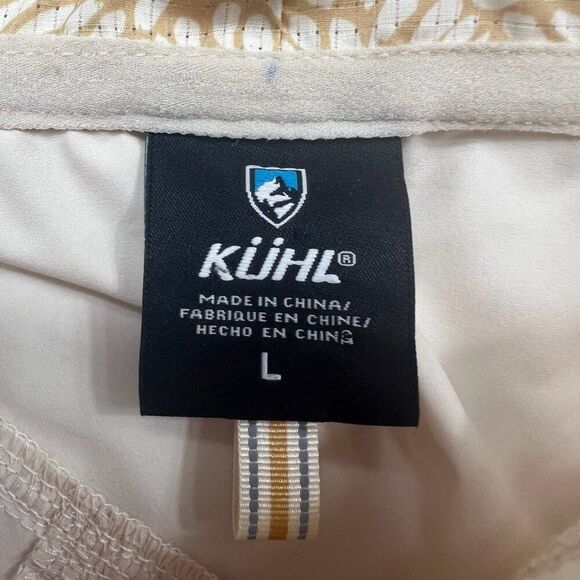 KÜHL®
MADE IN CHINA/
FABRIQUE EN CHINE/
HECHO EN CHINA
L